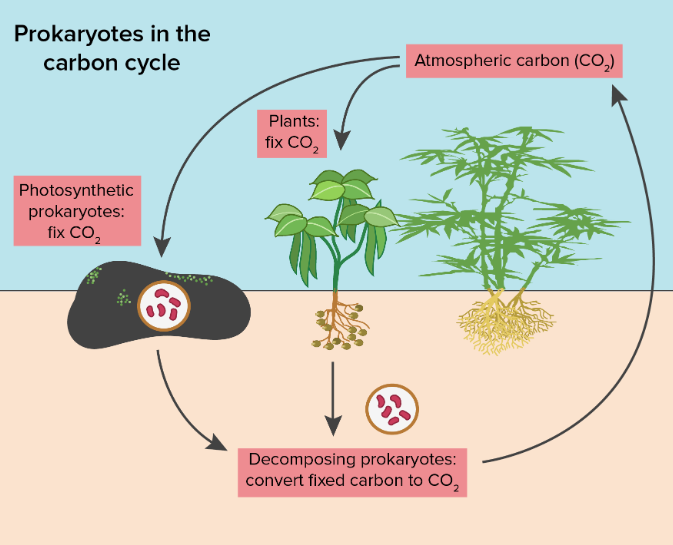 Prokaryotes in the
carbon cycle
Atmospheric carbon (CO₂)
Plants:
fix CO₂
Photosynthetic
prokaryotes:
fix CO₂
Decomposing prokaryotes:
convert fixed carbon to CO₂